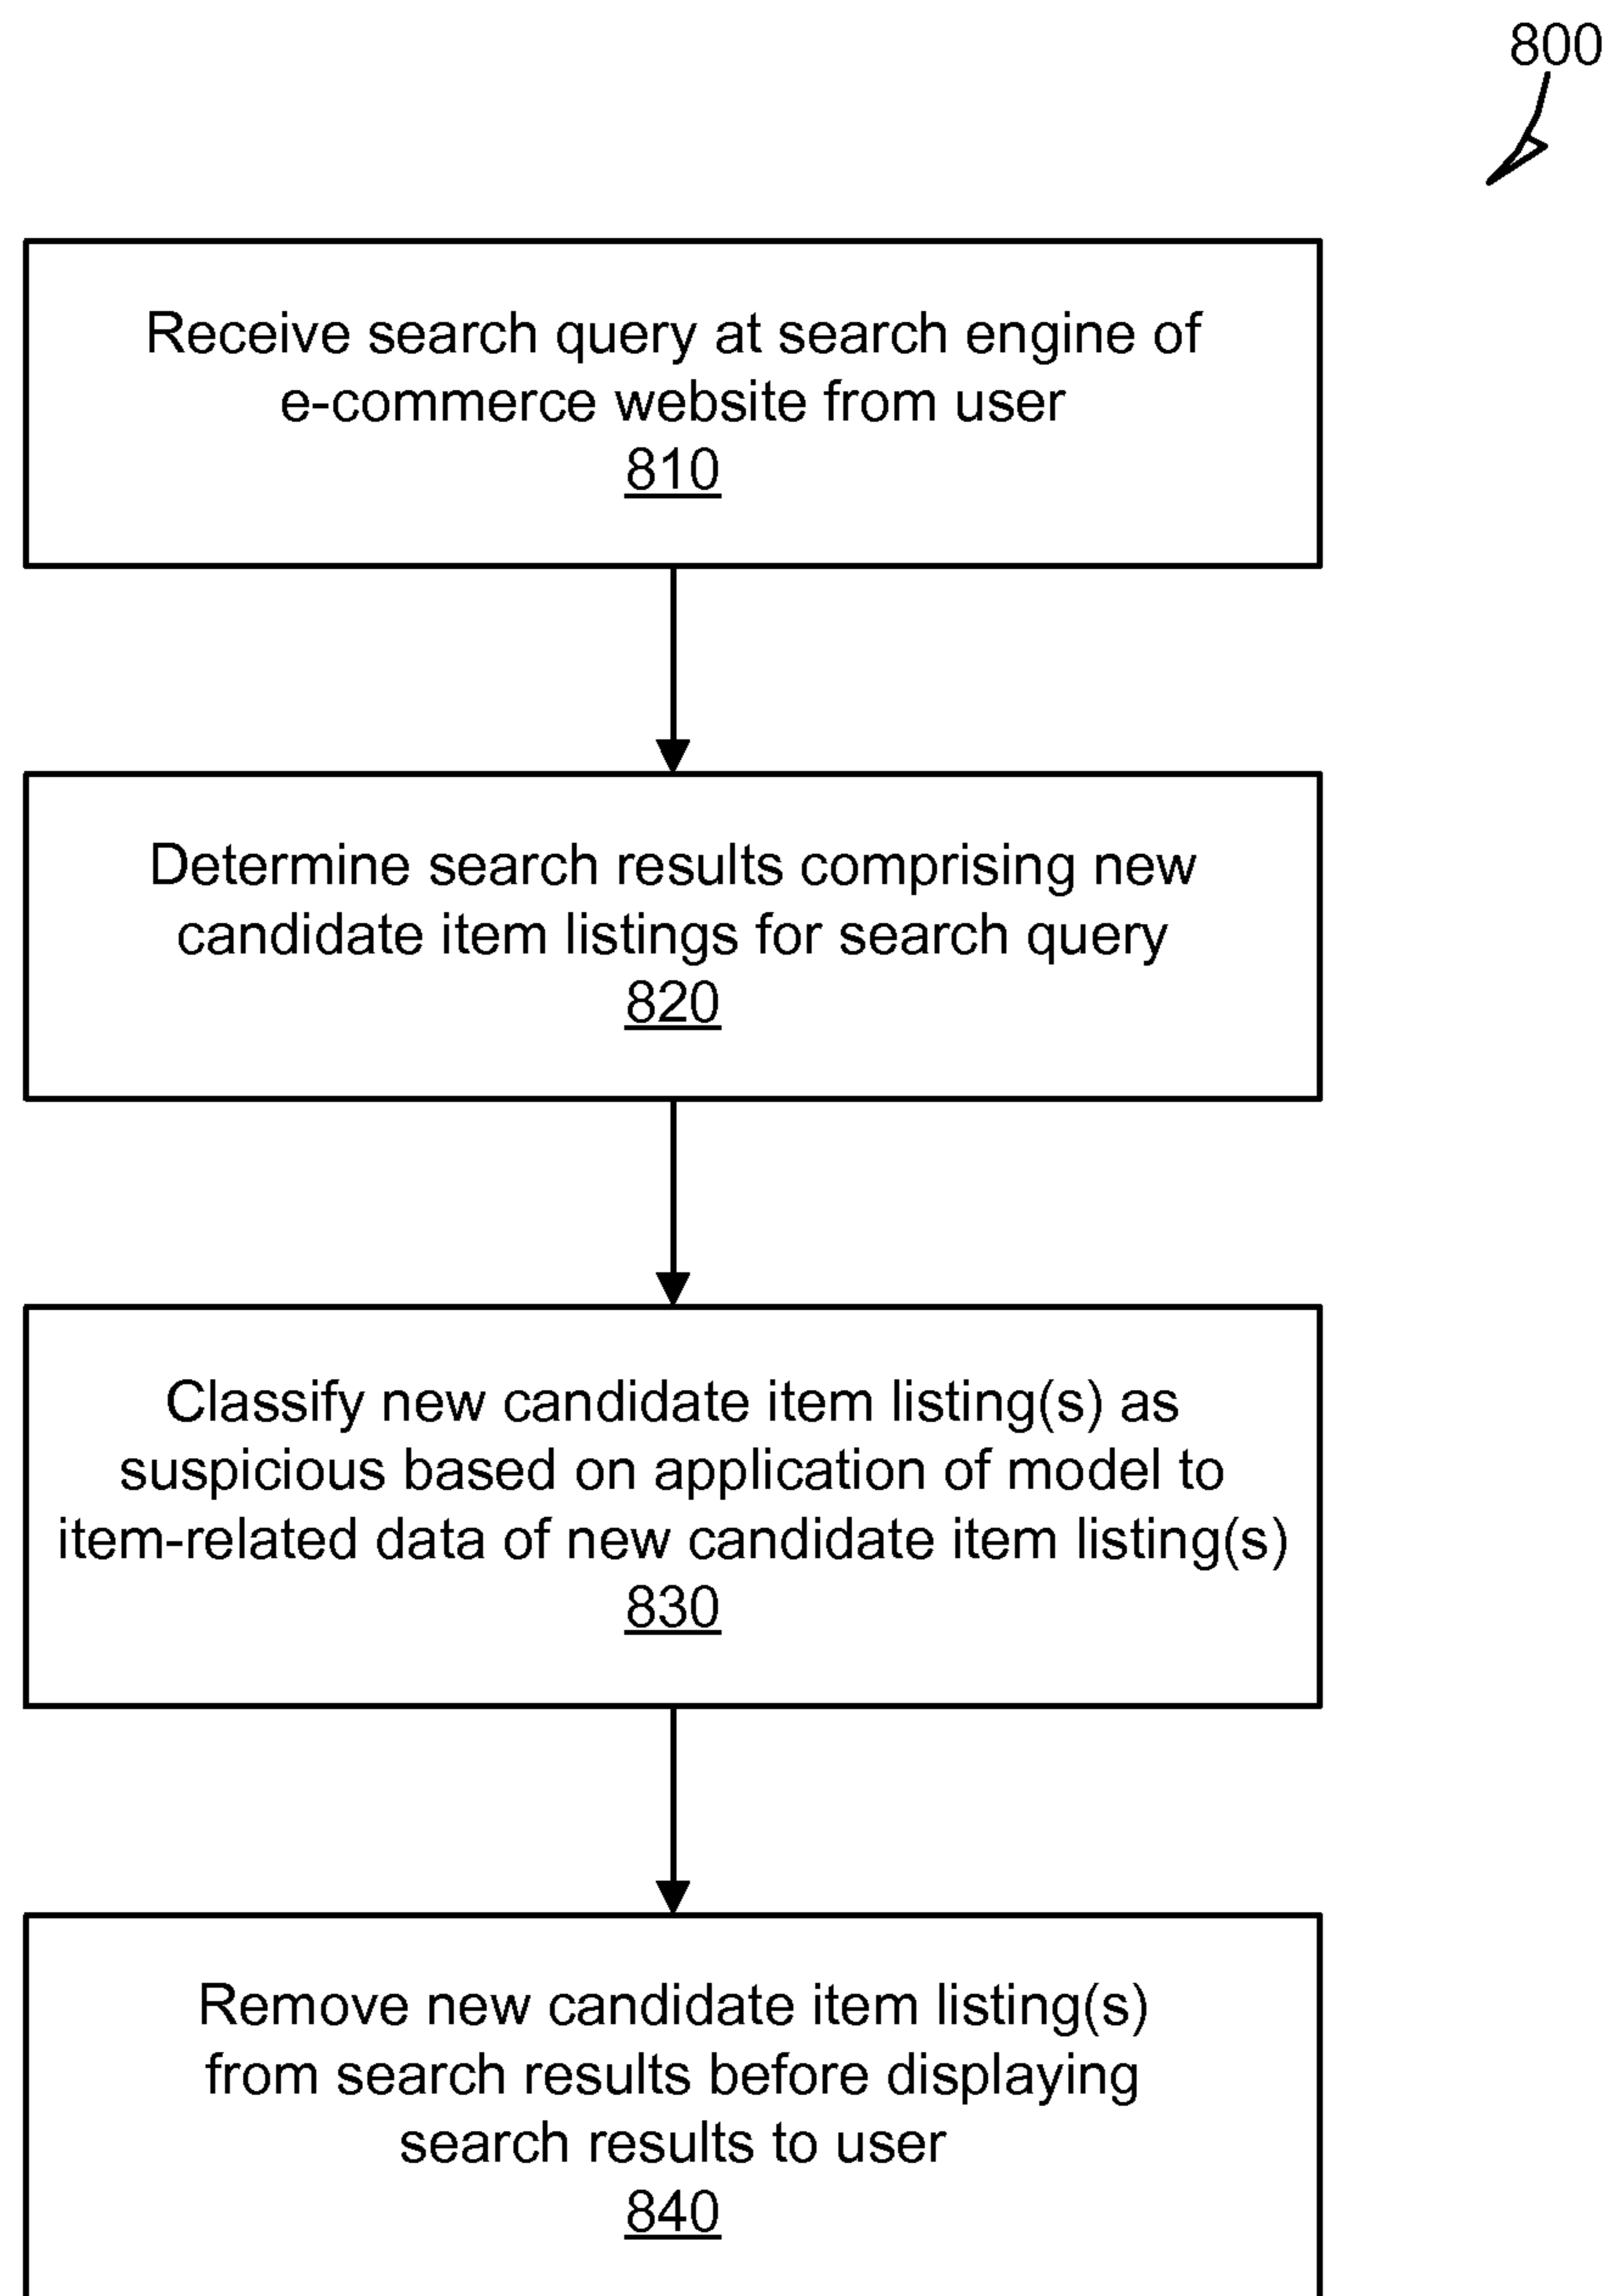 800
Receive search query at search engine of
e-commerce website from user
810
Determine search results comprising new
candidate item listings for search query
820
Classify new candidate item listing(s) as
suspicious based on application of model to
item-related data of new candidate item listing(s)
830
Remove new candidate item listing(s)
from search results before displaying
search results to user
840